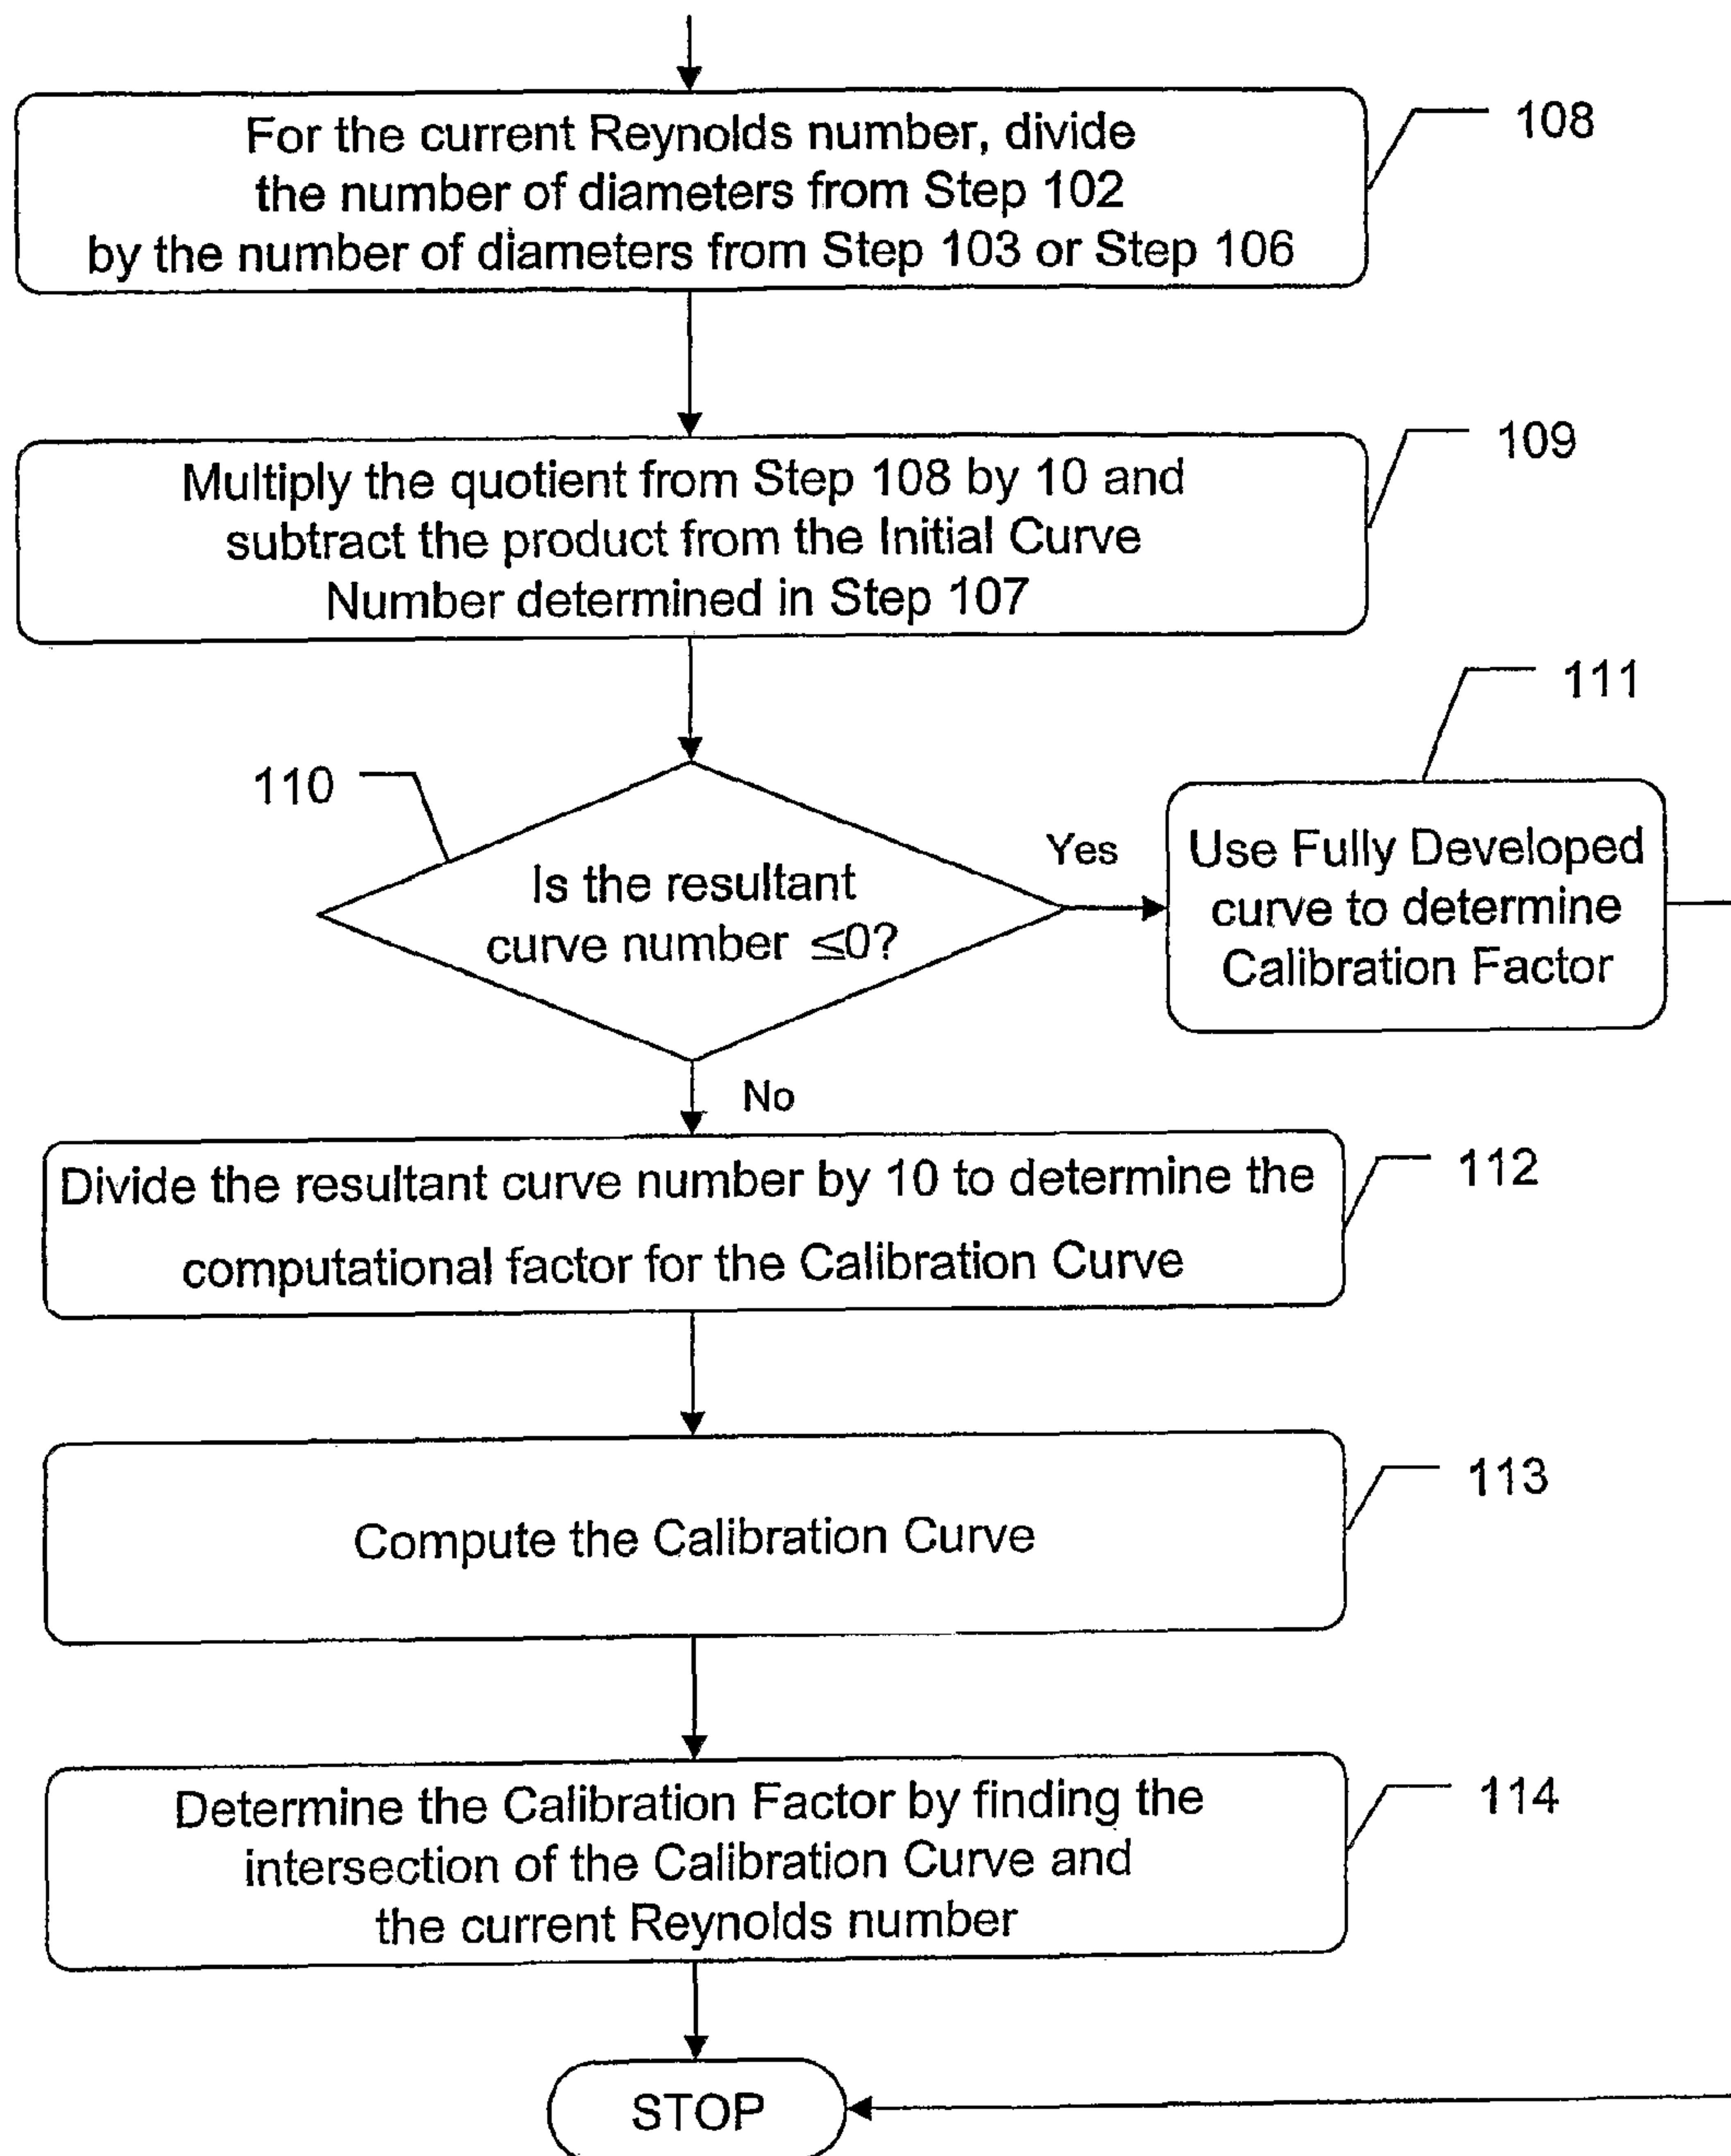 For the current Reynolds number, divide
the number of diameters from Step 102
by the number of diameters from Step 103 or Step 106
108
Multiply the quotient from Step 108 by 10 and
subtract the product from the Initial Curve
Number determined in Step 107
109
110
Is the resultant
curve number ≤0?
Yes
111
Use Fully Developed
curve to determine
Calibration Factor
No
Divide the resultant curve number by 10 to determine the
computational factor for the Calibration Curve
112
Compute the Calibration Curve
113
Determine the Calibration Factor by finding the
intersection of the Calibration Curve and
the current Reynolds number
114
STOP